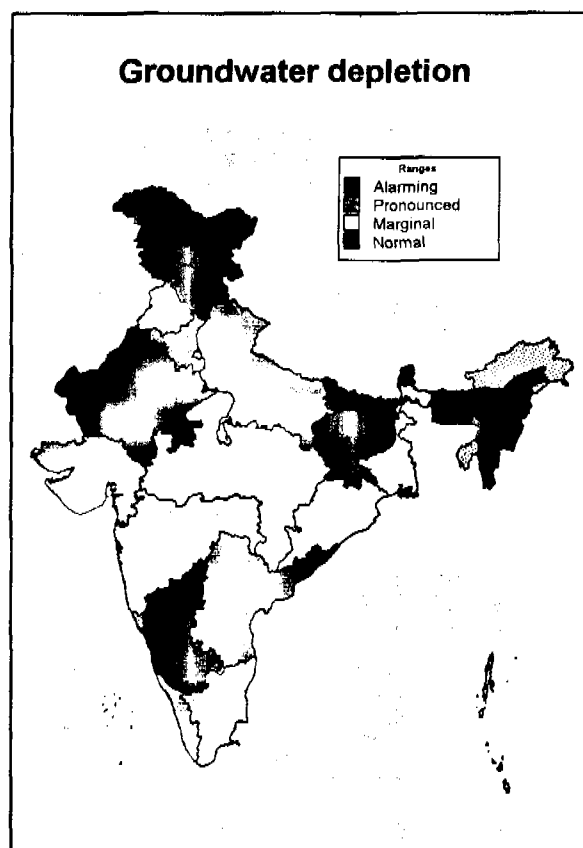 Groundwater depletion
Ranges
Alarming
Pronounced
Marginal
Normal